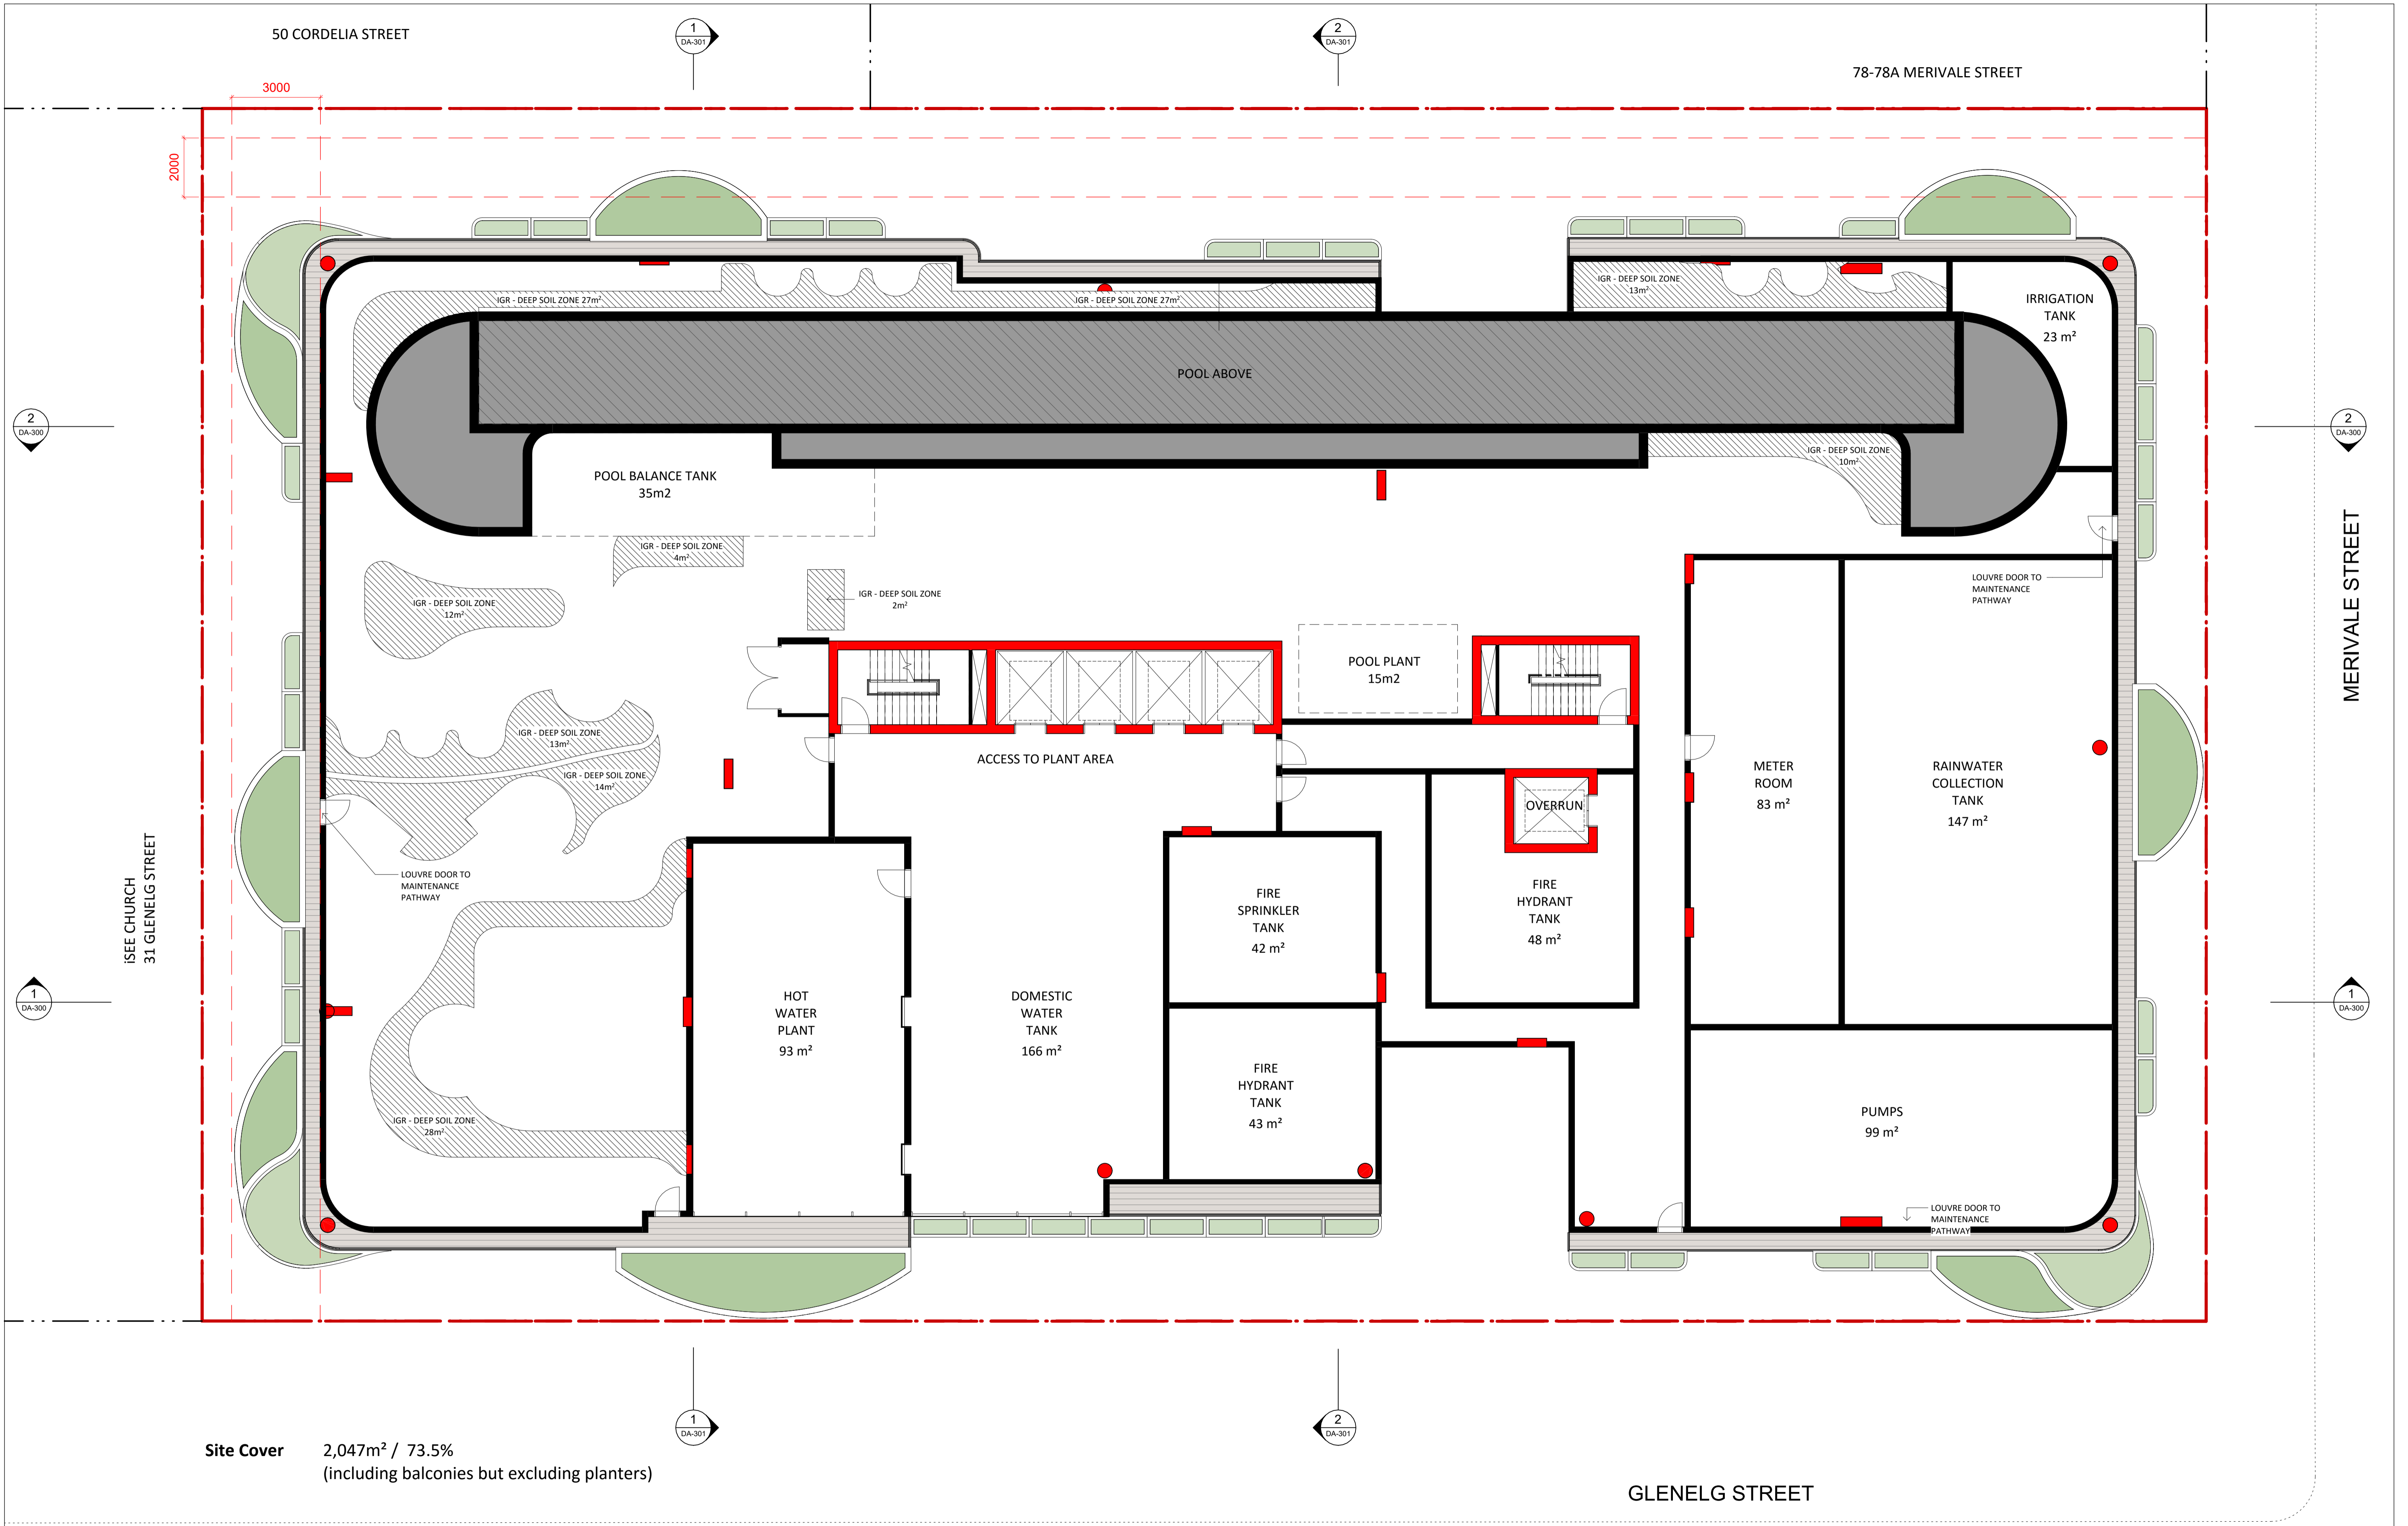 50 CORDELIA STREET
1
DA-301
2
DA-301
78-78A MERIVALE STREET
3000
2000
IGR - DEEP SOIL ZONE 27m²
IGR - DEEP SOIL ZONE 27m²
IGR - DEEP SOIL ZONE
13m²
IRRIGATION
TANK
23 m²
POOL ABOVE
2
DA-300
2
DA-300
POOL BALANCE TANK
35m2
IGR - DEEP SOIL ZONE
10m²
IGR - DEEP SOIL ZONE
4m²
IGR - DEEP SOIL ZONE
2m²
IGR - DEEP SOIL ZONE
12m²
LOUVRE DOOR TO
MAINTENANCE
PATHWAY
MERIVALE STREET
POOL PLANT
15m2
IGR - DEEP SOIL ZONE
13m²
IGR - DEEP SOIL ZONE
14m²
ACCESS TO PLANT AREA
METER
ROOM
83 m²
RAINWATER
COLLECTION
TANK
147 m²
OVERRUN
LOUVRE DOOR TO
MAINTENANCE
PATHWAY
iSEE CHURCH
31 GLENELG STREET
FIRE
SPRINKLER
TANK
42 m²
FIRE
HYDRANT
TANK
48 m²
1
DA-300
1
DA-300
HOT
WATER
PLANT
93 m²
DOMESTIC
WATER
TANK
166 m²
FIRE
HYDRANT
TANK
43 m²
IGR - DEEP SOIL ZONE
28m²
PUMPS
99 m²
LOUVRE DOOR TO
MAINTENANCE
PATHWAY
1
DA-301
2
DA-301
Site Cover 2,047m² / 73.5%
(including balconies but excluding planters)
GLENELG STREET